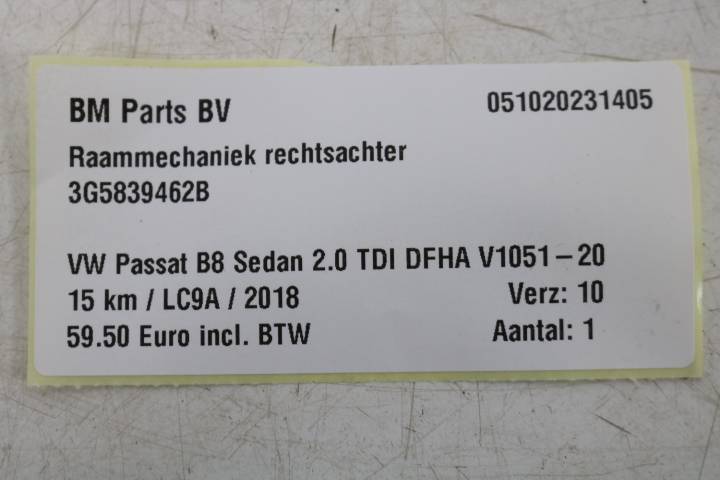 BM Parts BV 051020231405
Raammechaniek rechtsachter
3G5839462B
VW Passat B8 Sedan 2.0 TDI DFHA V1051-20
15 km / LC9A / 2018 Verz: 10
59.50 Euro incl. BTW Aantal: 1